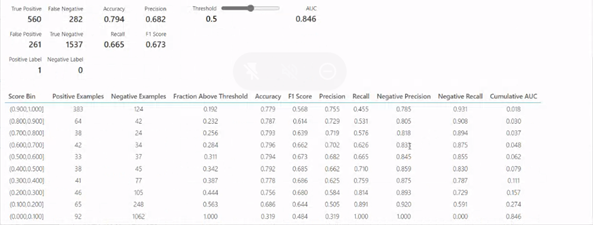 True Positive False Negative Accuracy Precision Threshold AUC
560 282 0.794 0.682 0.5 0.846
False Positive True Negative Recall F1 Score
261 1537 0.665 0.673
Positive Label Negative Label
1 0
Score Bin Positive Examples Negative Examples Fraction Above Threshold Accuracy F1 Score Precision Recall Negative Precision Negative Recall Cumulative AUC
(0.900,1.000] 383 124 0.192 0.779 0.568 0.755 0.455 0.785 0.931 0.018
(0.800,0.900] 64 42 0.232 0.787 0.614 0.729 0.531 0.805 0.908 0.030
(0.700,0.800] 38 24 0.256 0.793 0.639 0.719 0.576 0.818 0.894 0.037
(0.600,0.700] 42 34 0.284 0.796 0.662 0.702 0.626 0.875 0.048
(0.500,0.600] 33 37 0.311 0.794 0.673 0.682 0.665 0.845 0.855 0.062
(0.400,0.500] 38 45 0.342 0.792 0.685 0.662 0.710 0.859 0.830 0.079
(0.300,0.400] 41 77 0.387 0.778 0.686 0.625 0.759 0.875 0.787 0.111
(0.200,0.300] 46 105 0.444 0.756 0.680 0.584 0.814 0.893 0.729 0.157
(0.100,0.200] 65 248 0.563 0.686 0.644 0.505 0.891 0.920 0.591 0.274
(0.000,0.100] 92 1062 1.000 0.319 0.484 0.319 1.000 1.000 0.000 0.846